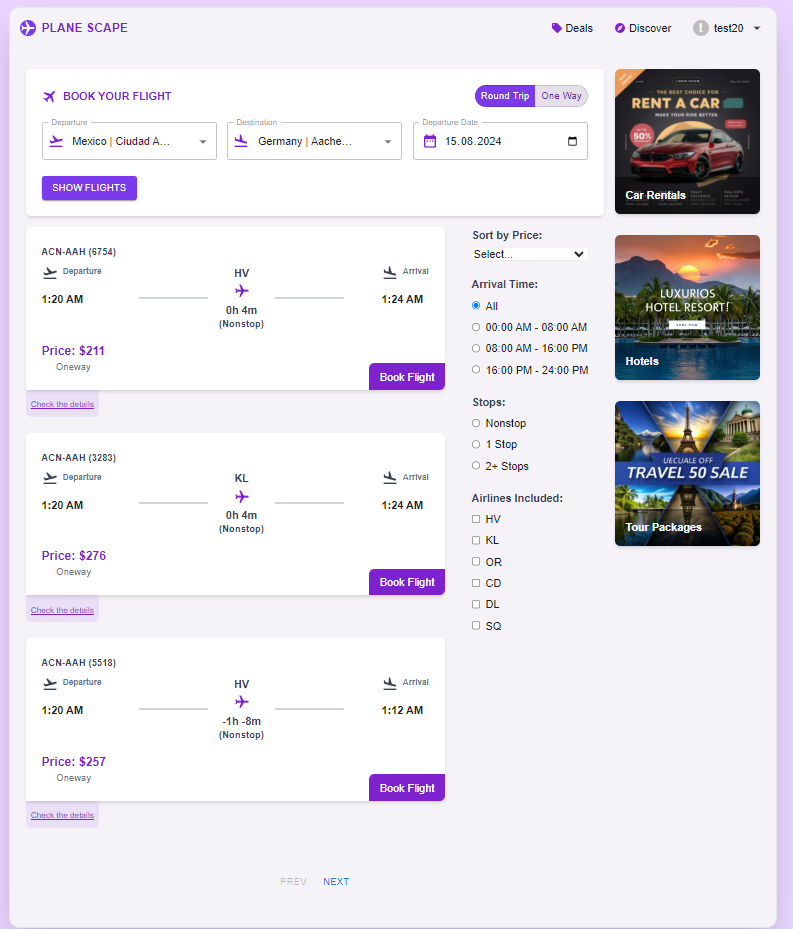 PLANE SCAPE
Deals
Discover
t
test20
BOOK YOUR FLIGHT
Round Trip
One Way
Departure
Mexico | Ciudad A...
Destination
Germany | Aache...
Departure Date
15.08.2024
SHOW FLIGHTS
ACN-AAH (6754)
Departure
HV
Arrival
1:20 AM
1:24 AM
0h 4m
(Nonstop)
Price: $211
Oneway
Book Flight
Check the details
ACN-AAH (3283)
Departure
KL
Arrival
1:20 AM
1:24 AM
0h 4m
(Nonstop)
Price: $276
Oneway
Book Flight
Check the details
ACN-AAH (5518)
Departure
HV
Arrival
1:20 AM
1:12 AM
-1h -8m
(Nonstop)
Price: $257
Oneway
Book Flight
Check the details
PREV
NEXT
Sort by Price:
Select...
Arrival Time:
All
00:00 AM - 08:00 AM
08:00 AM - 16:00 PM
16:00 PM - 24:00 PM
Stops:
Nonstop
1 Stop
2+ Stops
Airlines Included:
HV
KL
OR
CD
DL
SQ
THE BEST CHOICE FOR
RENT A CAR
MAKE YOUR RIDE BETTER.
50%
Car Rentals
LUXURIOS
HOTEL RESORT!
BOOK NOW
Hotels
UECUALE OFF
TRAVEL 50 SALE
Tour Packages